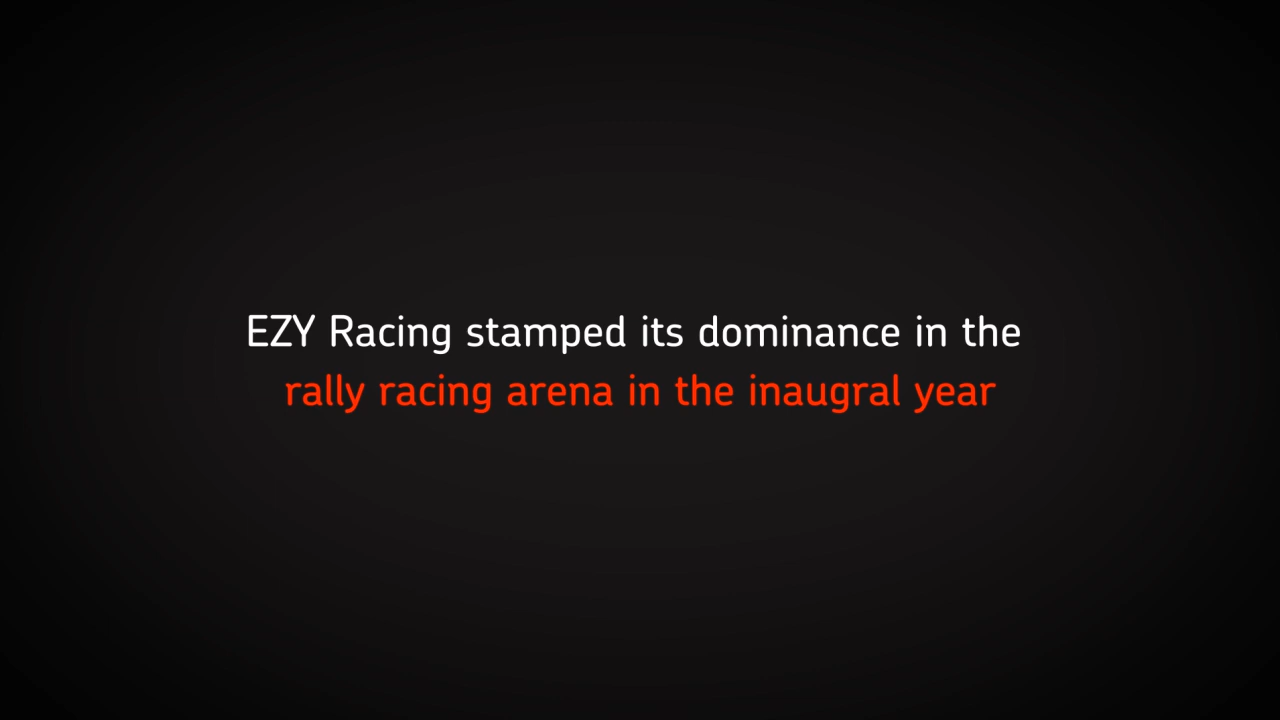 EZY Racing stamped its dominance in the
rally racing arena in the inaugral year